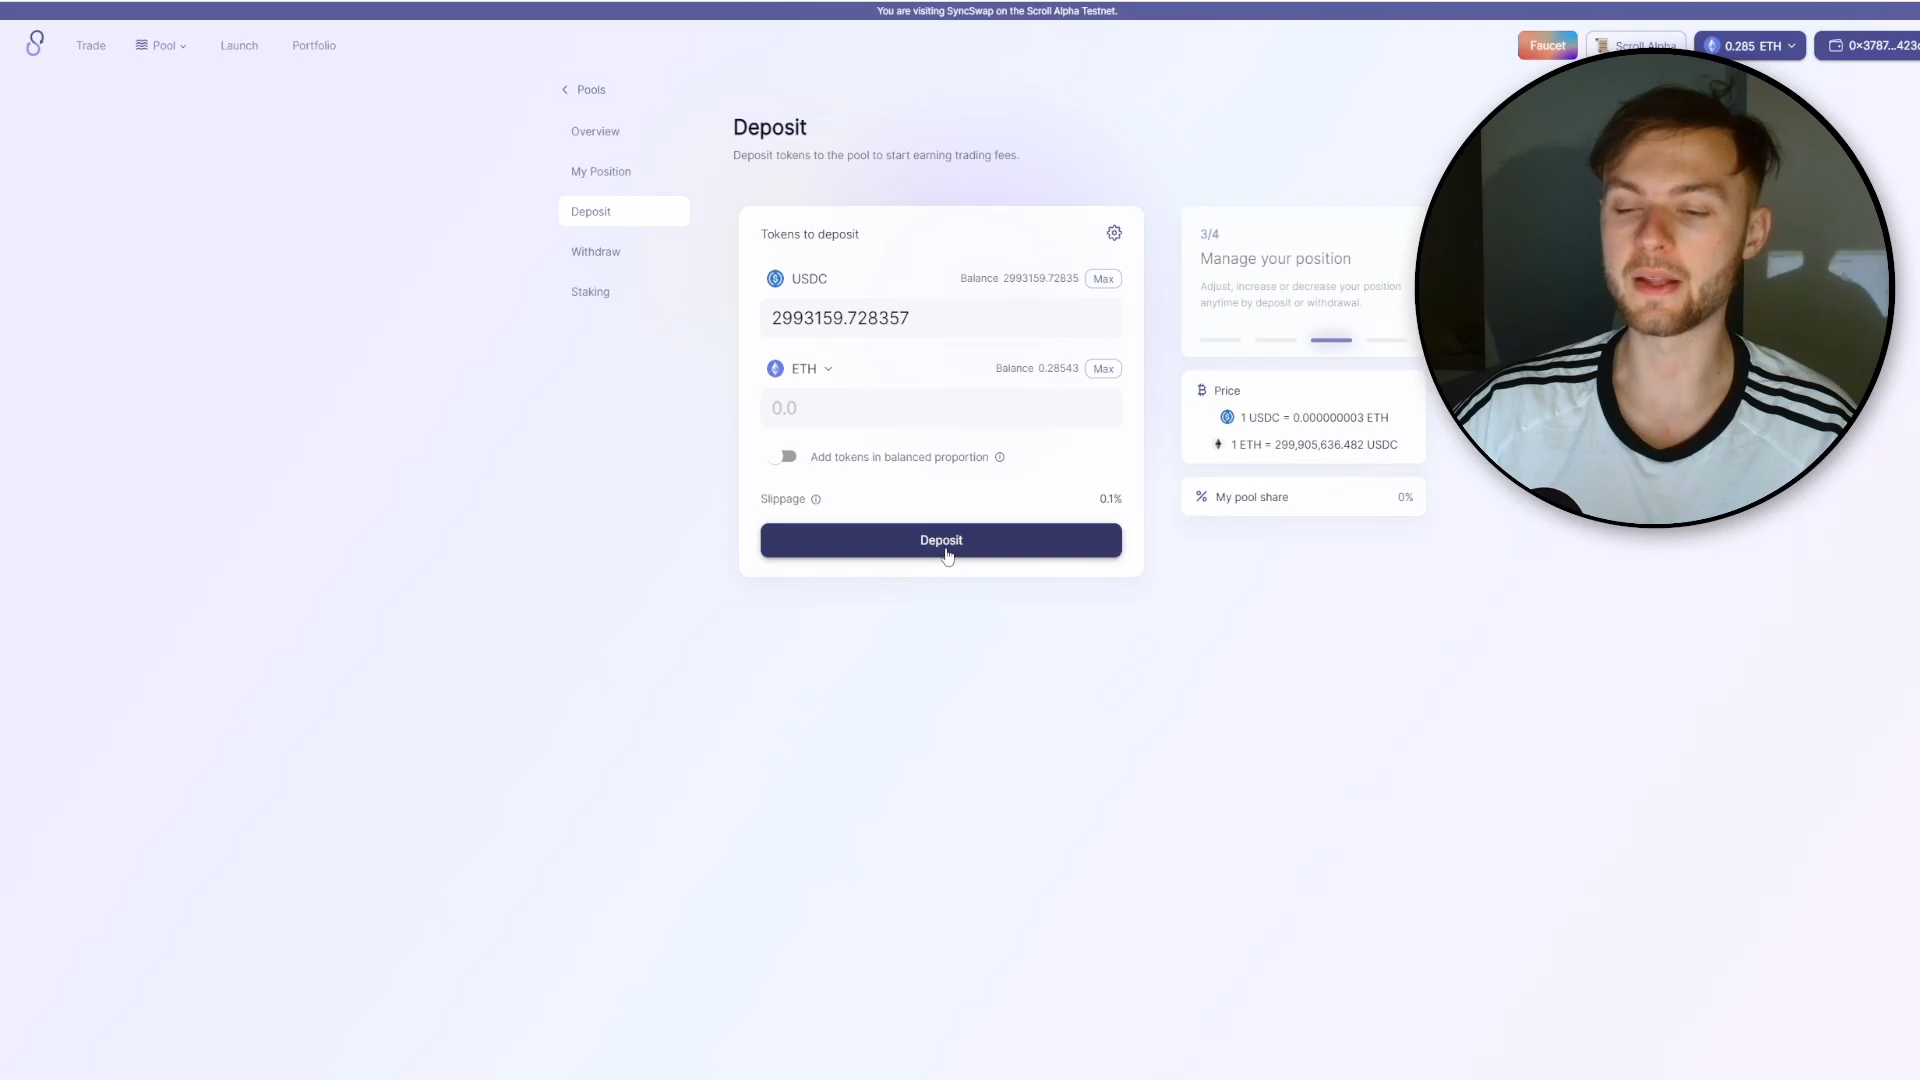 You are visiting SyncSwap on the Scroll Alpha Testnet.
Trade
Pool
Launch
Portfolio
Faucet
Scroll Alpha
0.285 ETH
0x3787...423c
Pools
Overview
My Position
Deposit
Withdraw
Staking
Deposit
Deposit tokens to the pool to start earning trading fees.
Tokens to deposit
USDC
Balance 2993159.72835
Max
2993159.728357
ETH
Balance 0.28543
Max
0.0
Add tokens in balanced proportion
Slippage
0.1%
Deposit
3/4
Manage your position
Adjust, increase or decrease your position
anytime by deposit or withdrawal.
Price
1 USDC = 0.000000003 ETH
1 ETH = 299,905,636.482 USDC
My pool share
0%